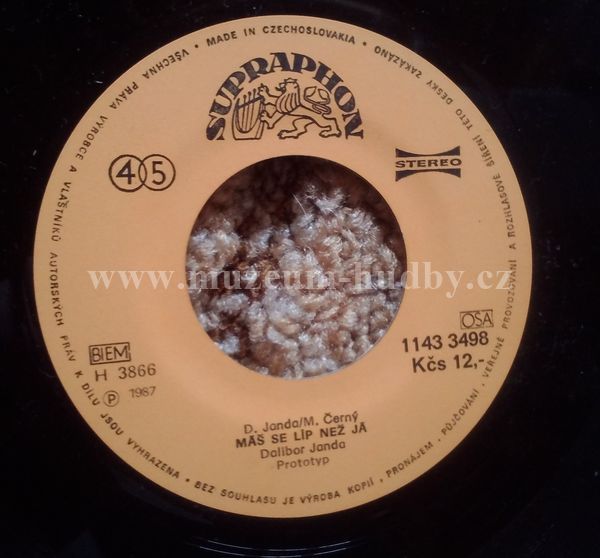 VŠECHNA PRÁVA VÝROBCE A VLASTNÍKŮ AUTORSKÝCH PRÁV K DÍLU JSOU VYHRAZENA • BEZ SOUHLASU JE VÝROBA KOPIÍ, PRONÁJEM, PŮJČOVÁNÍ, VEŘEJNÉ PROVOZOVÁNÍ A ROZHLASOVÉ ŠÍŘENÍ TÉTO DESKY ZAKÁZÁNO • MADE IN CZECHOSLOVAKIA •
SUPRAPHON
45
STEREO
www.muzeum-hudby.cz
BIEM
H 3866
Ⓟ 1987
OSA
1143 3498
Kčs 12,-
D. Janda/M. Černý
MÁŠ SE LÍP NEŽ JÁ
Dalibor Janda
Prototyp